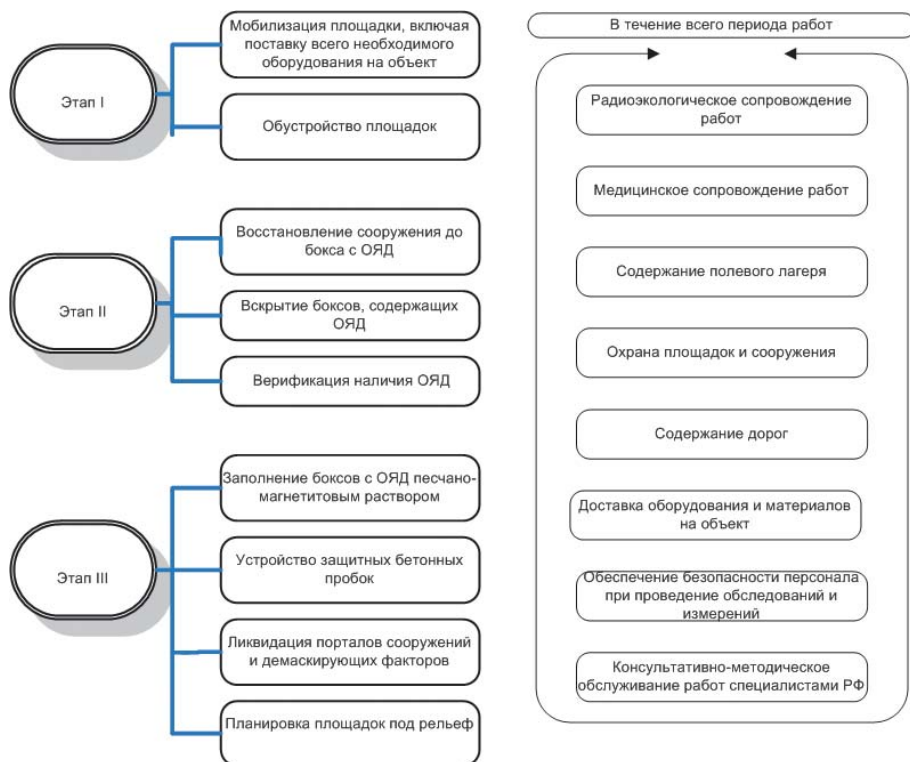 Этап I
Мобилизация площадки, включая
поставку всего необходимого
оборудования на объект
Обустройство площадок
Этап II
Восстановление сооружения до
бокса с ОЯД
Вскрытие боксов, содержащих
ОЯД
Верификация наличия ОЯД
Этап III
Заполнение боксов с ОЯД песчано-
магнетитовым раствором
Устройство защитных бетонных
пробок
Ликвидация порталов сооружений
и демаскирующих факторов
Планировка площадок под рельеф
В течение всего периода работ
Радиоэкологическое сопровождение
работ
Медицинское сопровождение работ
Содержание полевого лагеря
Охрана площадок и сооружения
Содержание дорог
Доставка оборудования и материалов
на объект
Обеспечение безопасности персонала
при проведение обследований и
измерений
Консультативно-методическое
обслуживание работ специалистами РФ